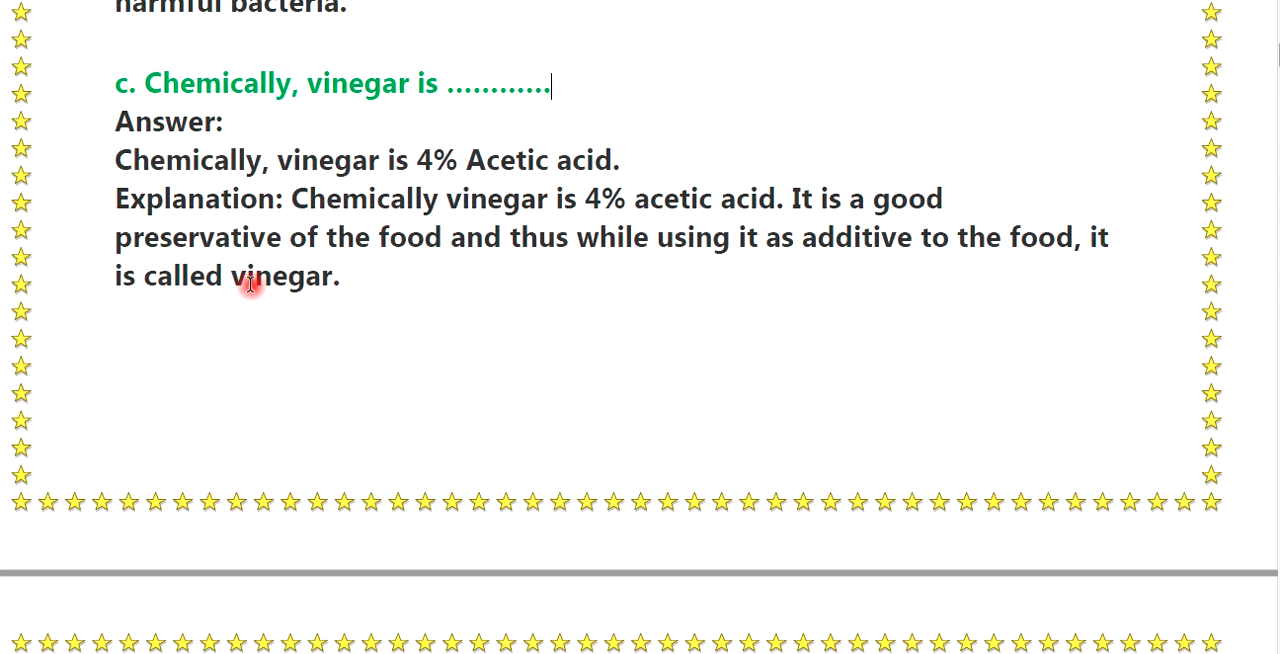 harmful bacteria.
c. Chemically, vinegar is ............
Answer:
Chemically, vinegar is 4% Acetic acid.
Explanation: Chemically vinegar is 4% acetic acid. It is a good
preservative of the food and thus while using it as additive to the food, it
is called vinegar.